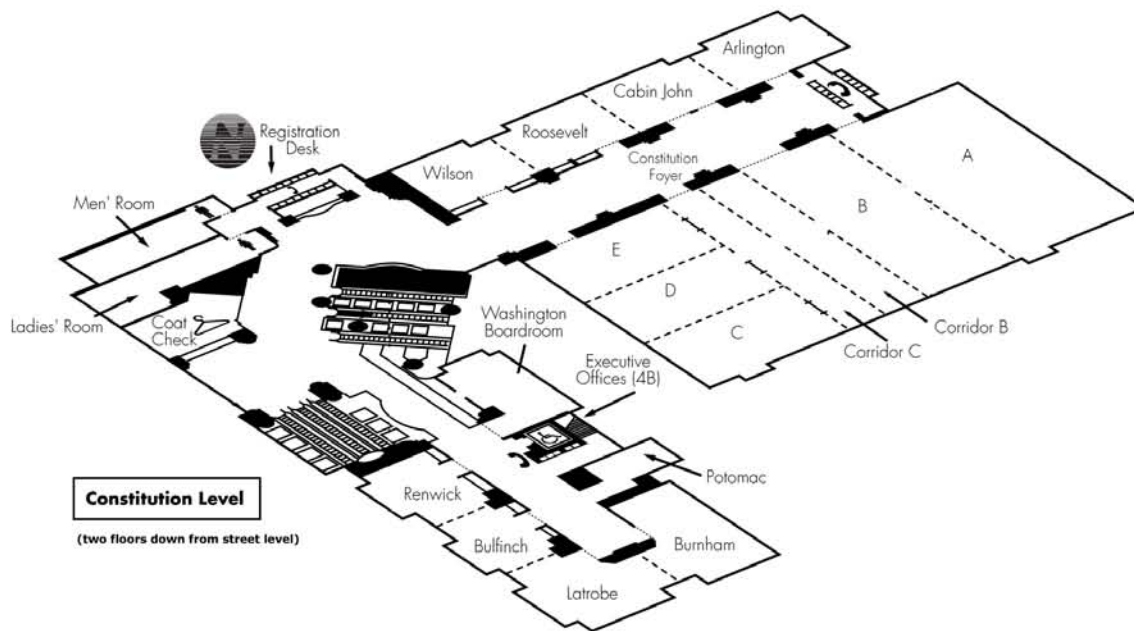 Arlington
Cabin John
Roosevelt
Wilson
N
Registration
Desk
Men' Room
Constitution
Foyer
A
B
E
D
C
Ladies' Room
Coat
Check
Washington
Boardroom
Corridor B
Corridor C
Executive
Offices (4B)
Potomac
Renwick
Bulfinch
Burnham
Latrobe
Constitution Level
(two floors down from street level)